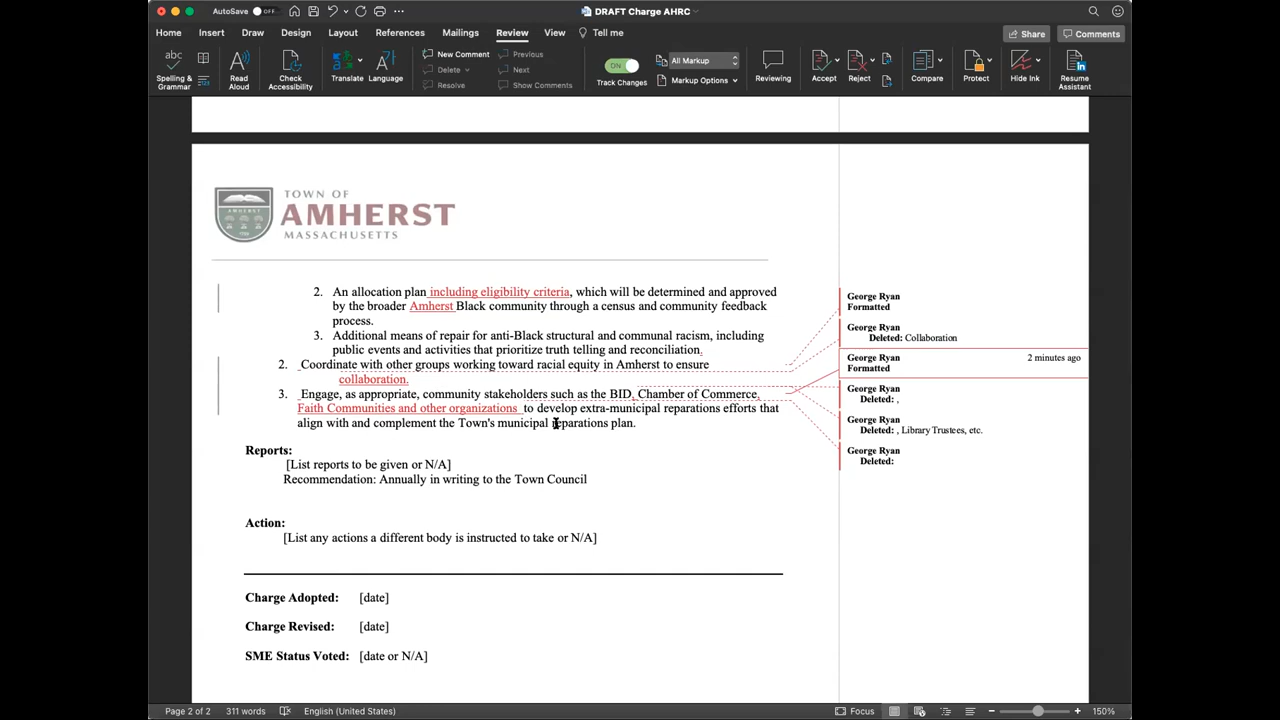 AutoSave OFF DRAFT Charge AHRC
Home Insert Draw Design Layout References Mailings Review View Tell me Share Comments
abc
Spelling & Grammar
Read Aloud
Check Accessibility
Translate Language
New Comment
Delete
Resolve
Previous
Next
Show Comments
ON
Track Changes
All Markup
Markup Options
Reviewing
Accept Reject
Compare
Protect
Hide Ink
Resume Assistant
TOWN OF
AMHERST
MASSACHUSETTS
2. An allocation plan including eligibility criteria, which will be determined and approved
by the broader Amherst Black community through a census and community feedback
process.
3. Additional means of repair for anti-Black structural and communal racism, including
public events and activities that prioritize truth telling and reconciliation.
2. Coordinate with other groups working toward racial equity in Amherst to ensure
collaboration.
3. Engage, as appropriate, community stakeholders such as the BID, Chamber of Commerce,
Faith Communities and other organizations to develop extra-municipal reparations efforts that
align with and complement the Town's municipal reparations plan.
Reports:
[List reports to be given or N/A]
Recommendation: Annually in writing to the Town Council
Action:
[List any actions a different body is instructed to take or N/A]
Charge Adopted: [date]
Charge Revised: [date]
SME Status Voted: [date or N/A]
George Ryan
Formatted
George Ryan
Deleted: Collaboration
George Ryan 2 minutes ago
Formatted
George Ryan
Deleted: ,
George Ryan
Deleted: , Library Trustees, etc.
George Ryan
Deleted:
Page 2 of 2 311 words English (United States) Focus 150%